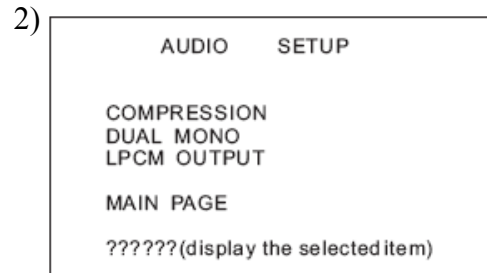 2)
AUDIO SETUP
COMPRESSION
DUAL MONO
LPCM OUTPUT
MAIN PAGE
??????(display the selected item)